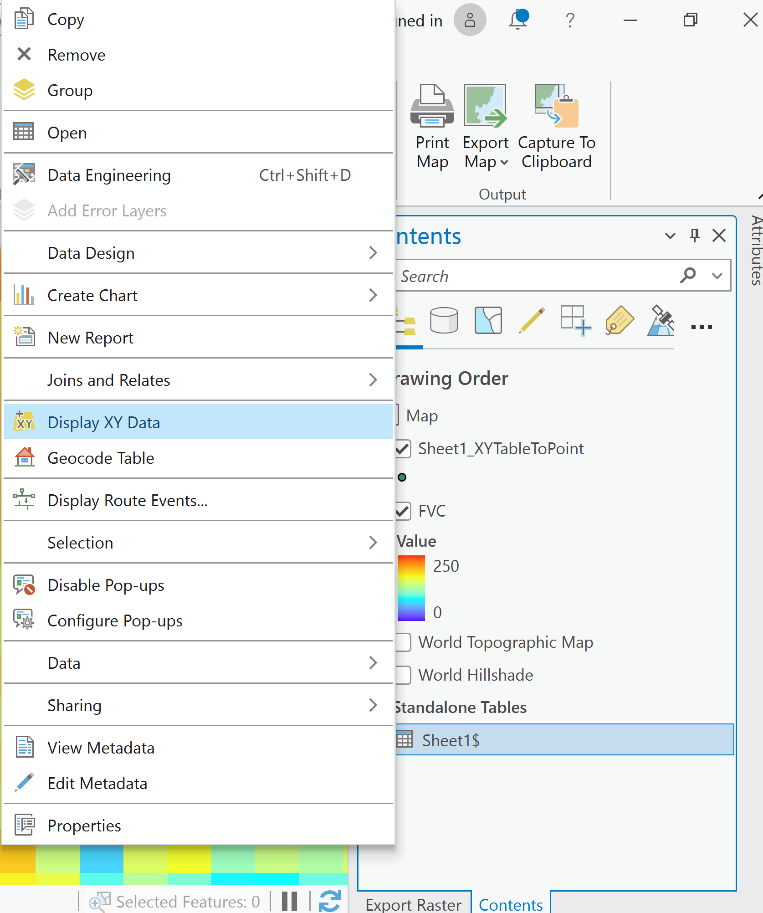 Copy
Remove
Group
Open
Data Engineering Ctrl+Shift+D
Add Error Layers
Data Design
Create Chart
New Report
Joins and Relates
Display XY Data
Geocode Table
Display Route Events...
Selection
Disable Pop-ups
Configure Pop-ups
Data
Sharing
View Metadata
Edit Metadata
Properties
ned in
?
Print
Map
Export
Map
Capture To
Clipboard
Output
ntents
Search
...
rawing Order
Map
Sheet1_XYTableToPoint
FVC
Value
250
0
World Topographic Map
World Hillshade
Standalone Tables
Sheet1$
Attributes
Selected Features: 0
Export Raster
Contents